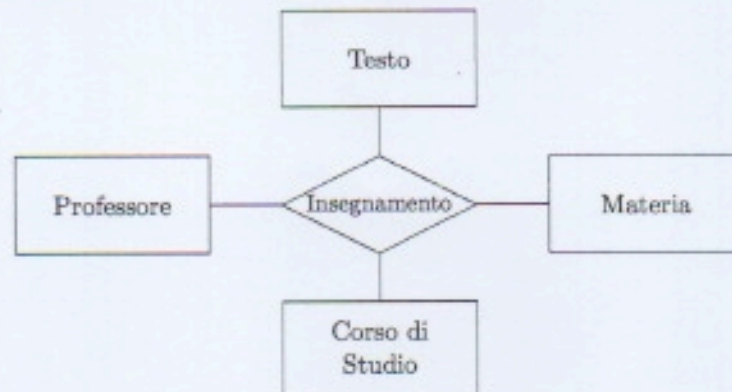 Testo
Professore
Insegnamento
Materia
Corso di
Studio